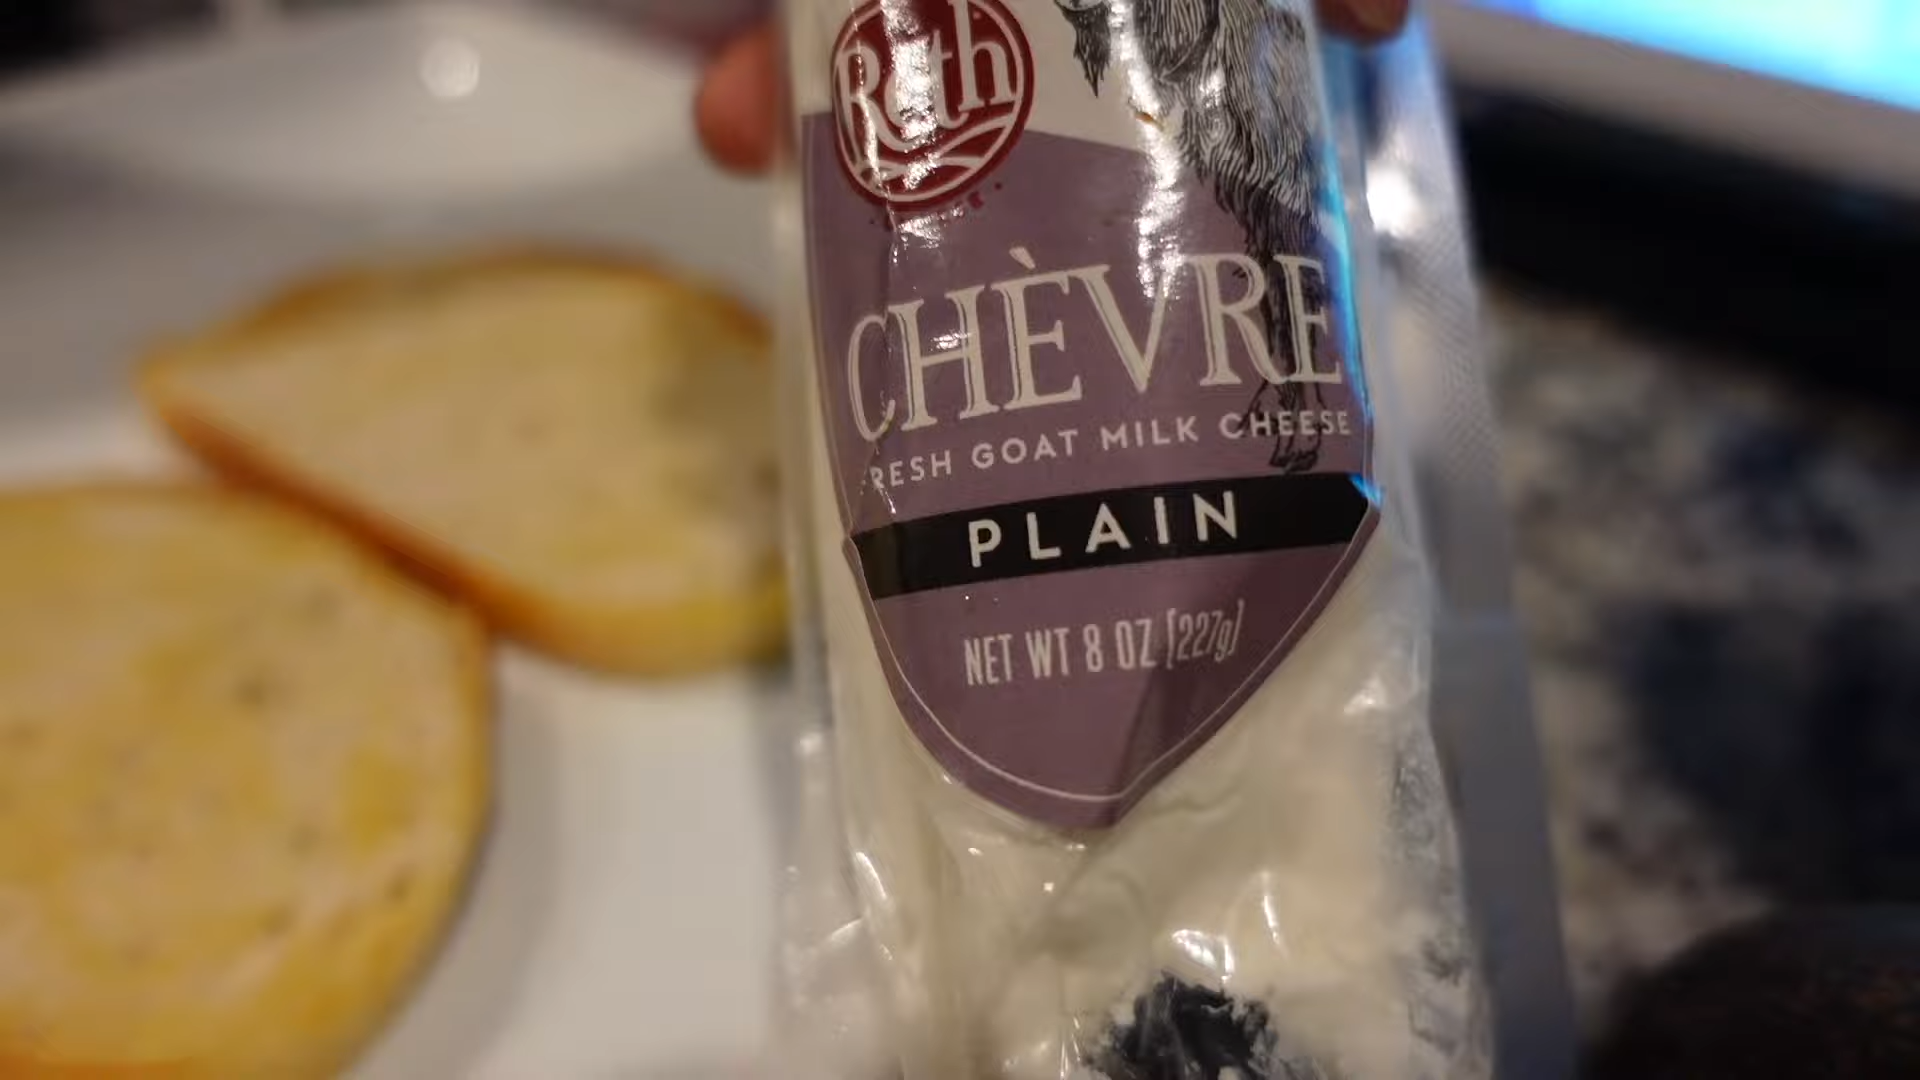 Roth
CHÈVRE
FRESH GOAT MILK CHEESE
PLAIN
NET WT 8 OZ (227g)